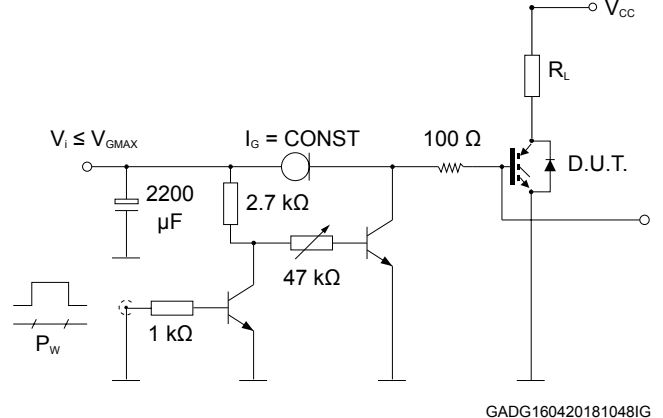 V_CC
R_L
V_i ≤ V_GMAX
I_G = CONST
100 Ω
D.U.T.
2200
µF
2.7 kΩ
47 kΩ
1 kΩ
P_W
GADG160420181048IG